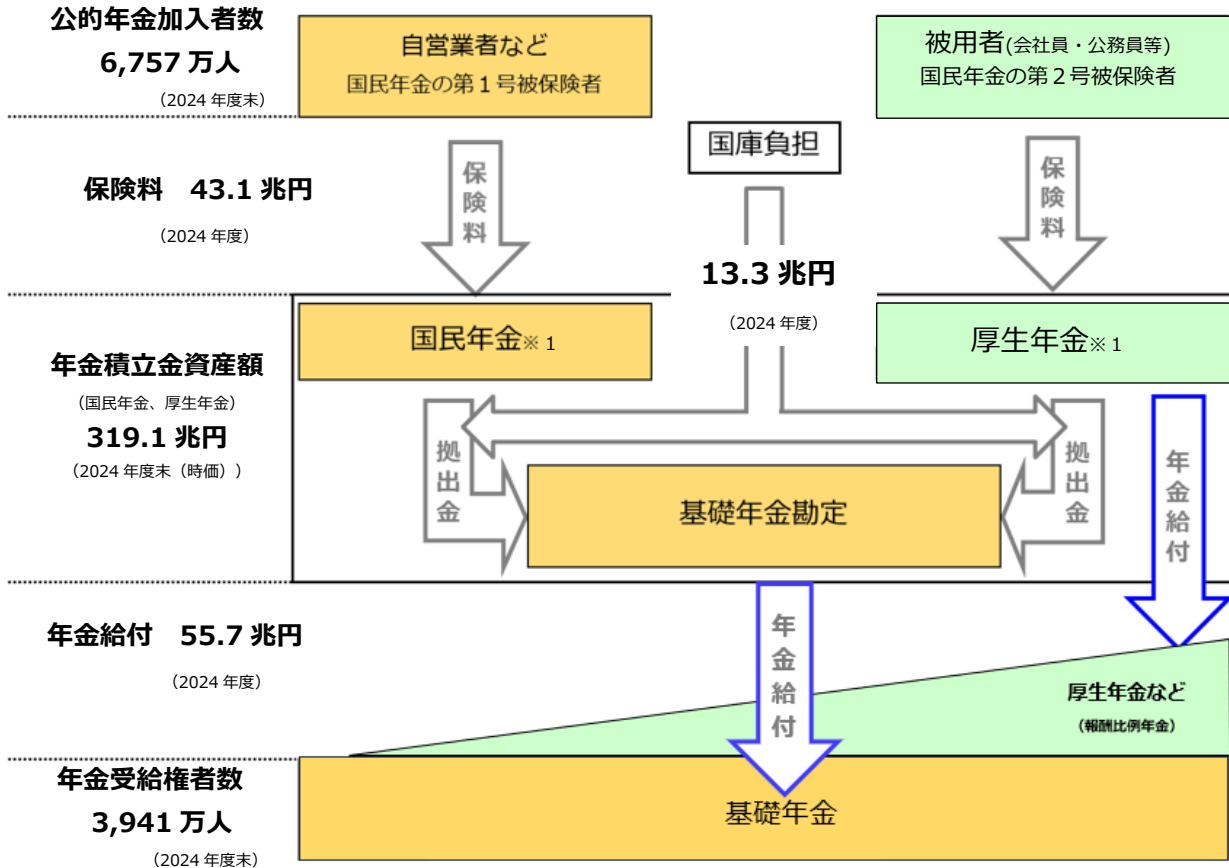 公的年金加入者数
6,757 万人
（2024 年度末）
自営業者など
国民年金の第１号被保険者
被用者(会社員・公務員等)
国民年金の第２号被保険者
国庫負担
保険料　43.1 兆円
（2024 年度）
保険料
保険料
13.3 兆円
（2024 年度）
年金積立金資産額
（国民年金、厚生年金）
319.1 兆円
（2024 年度末（時価））
国民年金※１
厚生年金※１
拠出金
基礎年金勘定
拠出金
年金給付
年金給付　55.7 兆円
（2024 年度）
年金給付
厚生年金など
（報酬比例年金）
年金受給権者数
3,941 万人
（2024 年度末）
基礎年金